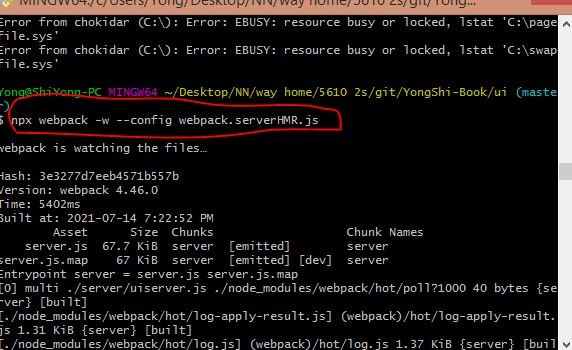 MINGW64:/c/Users/Yong/Desktop/NN/way home/5610 2s/git/Yong...
Error from chokidar (C:\): Error: EBUSY: resource busy or locked, lstat 'C:\page
file.sys'
Error from chokidar (C:\): Error: EBUSY: resource busy or locked, lstat 'C:\swap
file.sys'
Yong@ShiYong-PC MINGW64 ~/Desktop/NN/way home/5610 2s/git/YongShi-Book/ui (maste
r)
$ npx webpack -w --config webpack.serverHMR.js
webpack is watching the files…
Hash: 3e3277d7eeb4571b557b
Version: webpack 4.46.0
Time: 5402ms
Built at: 2021-07-14 7:22:52 PM
Asset Size Chunks Chunk Names
server.js 67.7 KiB server [emitted] server
server.js.map 67 KiB server [emitted] [dev] server
Entrypoint server = server.js server.js.map
[0] multi ./server/uiserver.js ./node_modules/webpack/hot/poll?1000 40 bytes {se
rver} [built]
[./node_modules/webpack/hot/log-apply-result.js] (webpack)/hot/log-apply-result.
js 1.31 KiB {server} [built]
[./node_modules/webpack/hot/log.js] (webpack)/hot/log.js 1.37 KiB {server} [buil